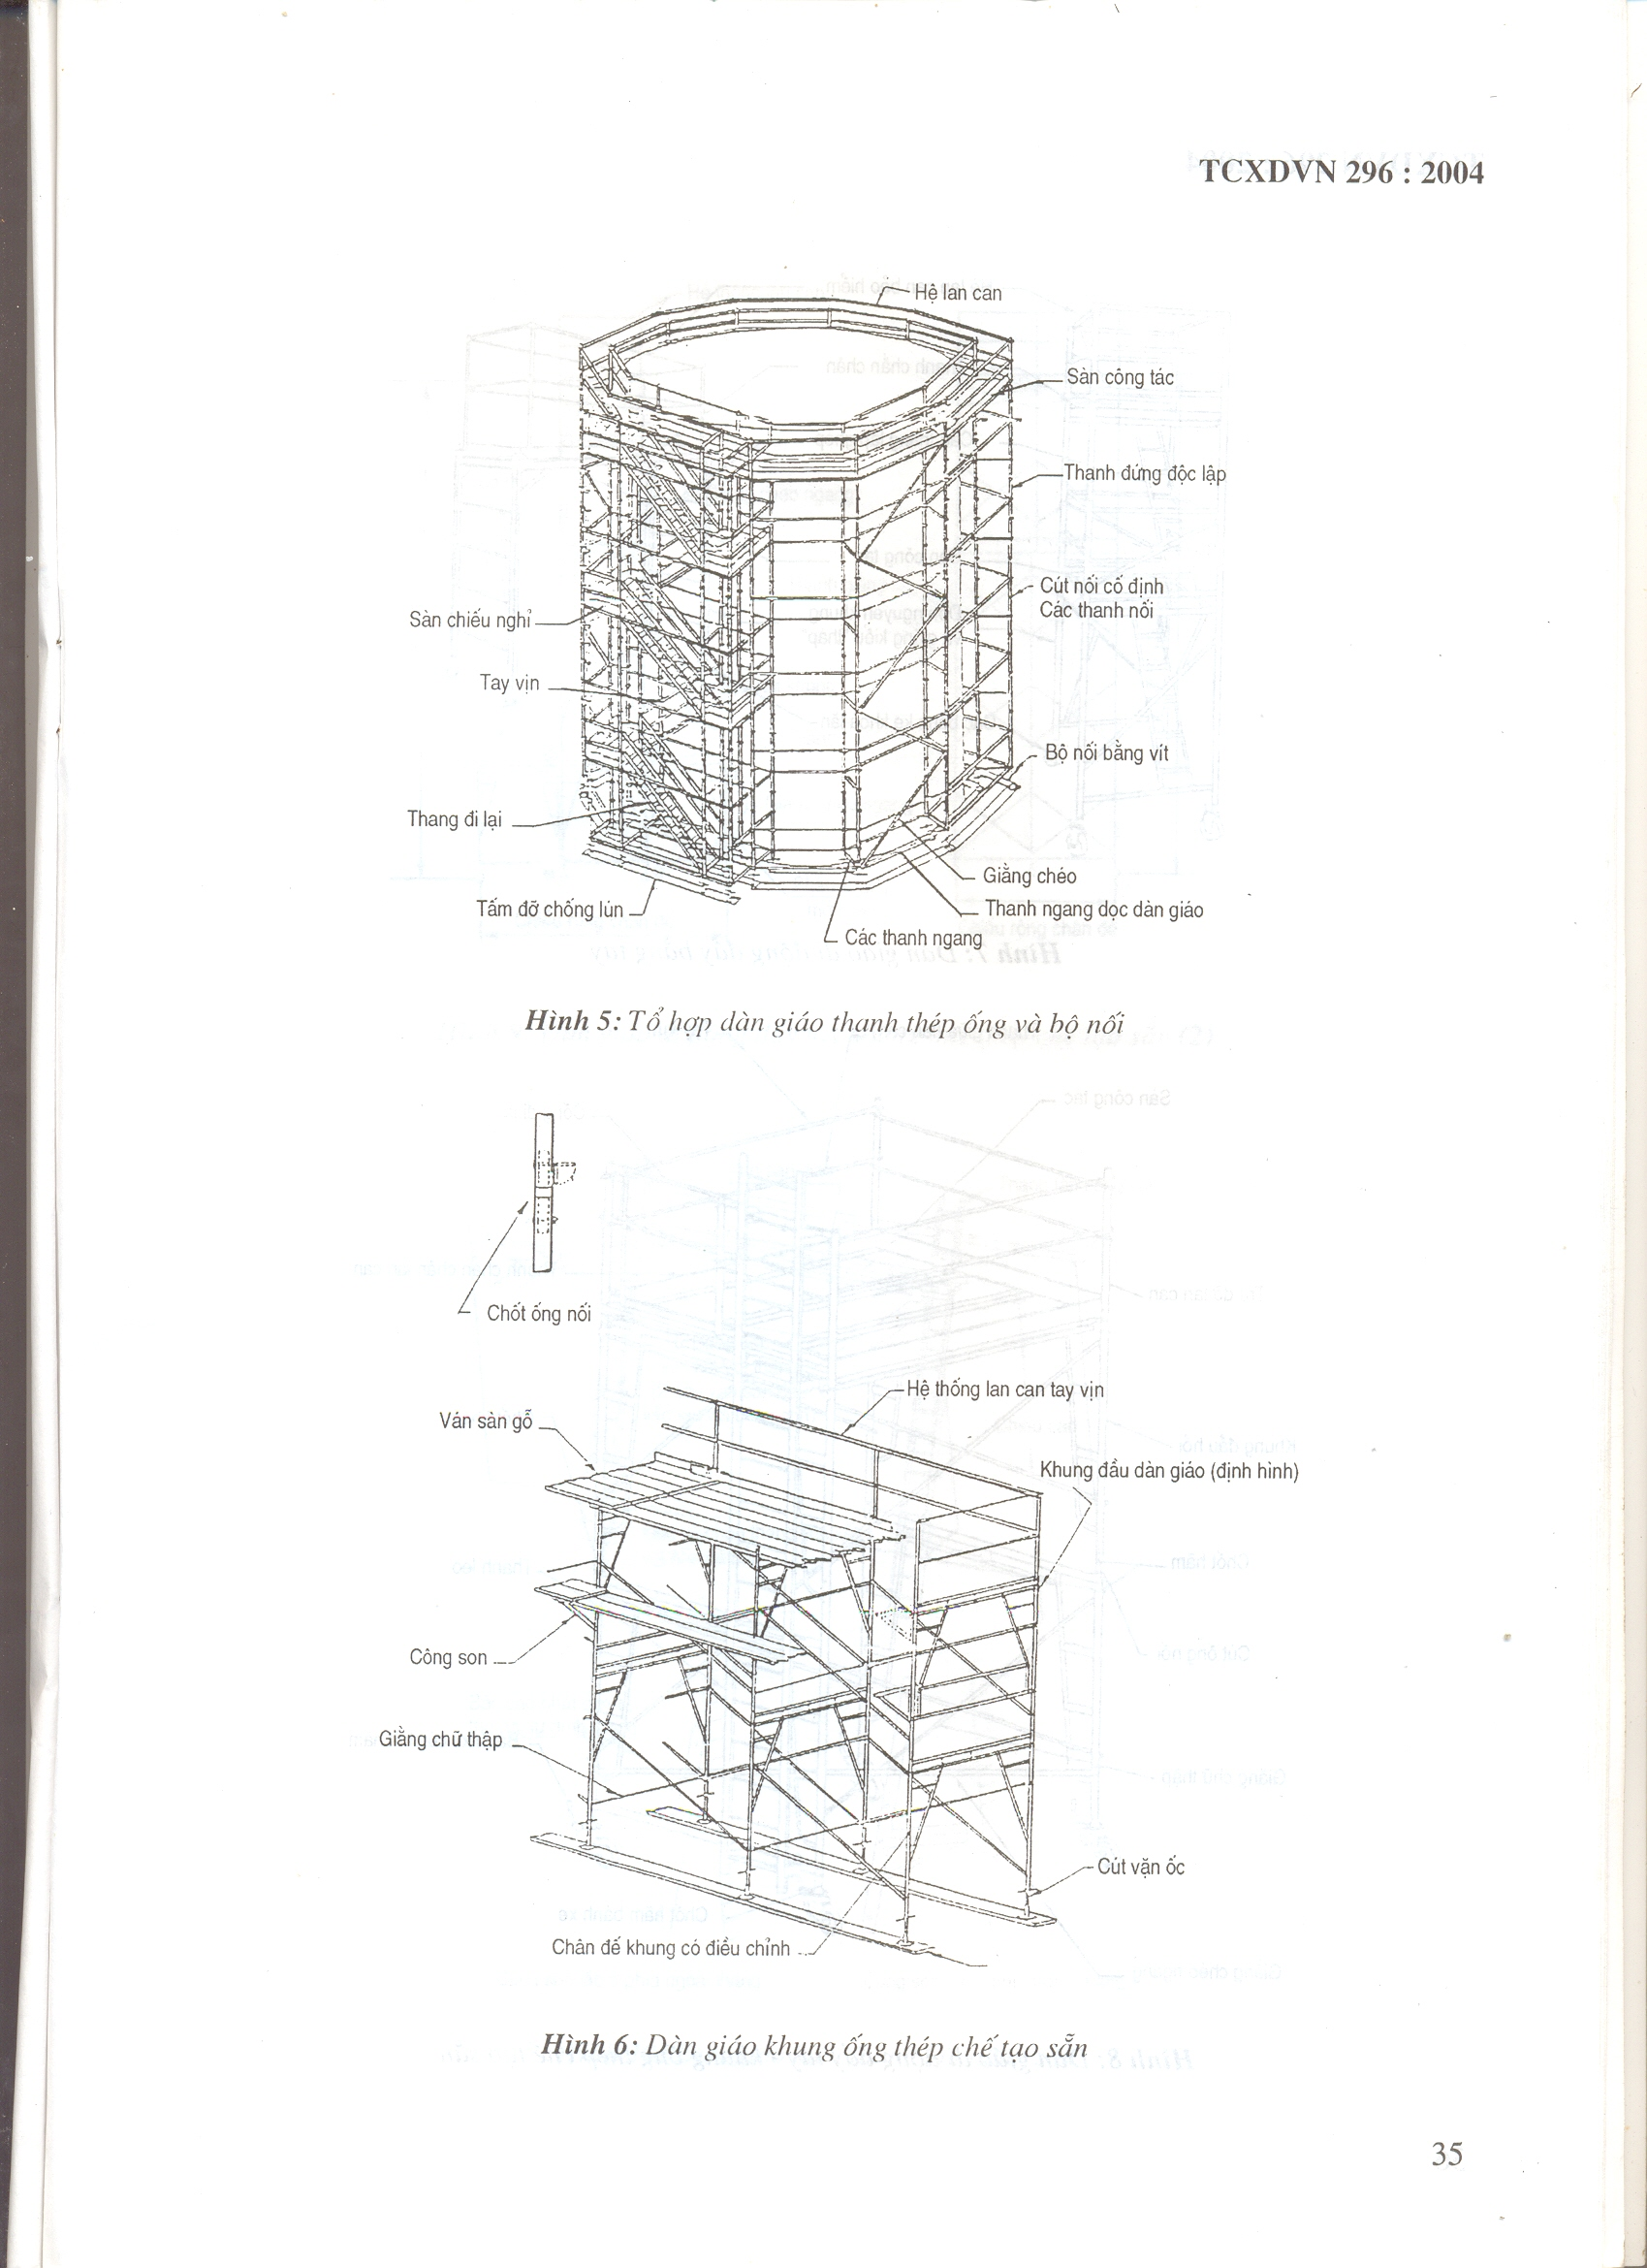 TCXDVN 296 : 2004
Hệ lan can
Sàn công tác
Thanh đứng độc lập
Cút nối cố định
Các thanh nối
Sàn chiếu nghỉ
Tay vịn
Bộ nối bằng vít
Thang đi lại
Giằng chéo
Tấm đỡ chống lún
Thanh ngang dọc dàn giáo
Các thanh ngang
Hình 5: Tổ hợp dàn giáo thanh thép ống và bộ nối
Chốt ống nối
Hệ thống lan can tay vịn
Ván sàn gỗ
Khung đầu dàn giáo (định hình)
Công son
Giằng chữ thập
Cút vặn ốc
Chân đế khung có điều chỉnh
Hình 6: Dàn giáo khung ống thép chế tạo sẵn
35